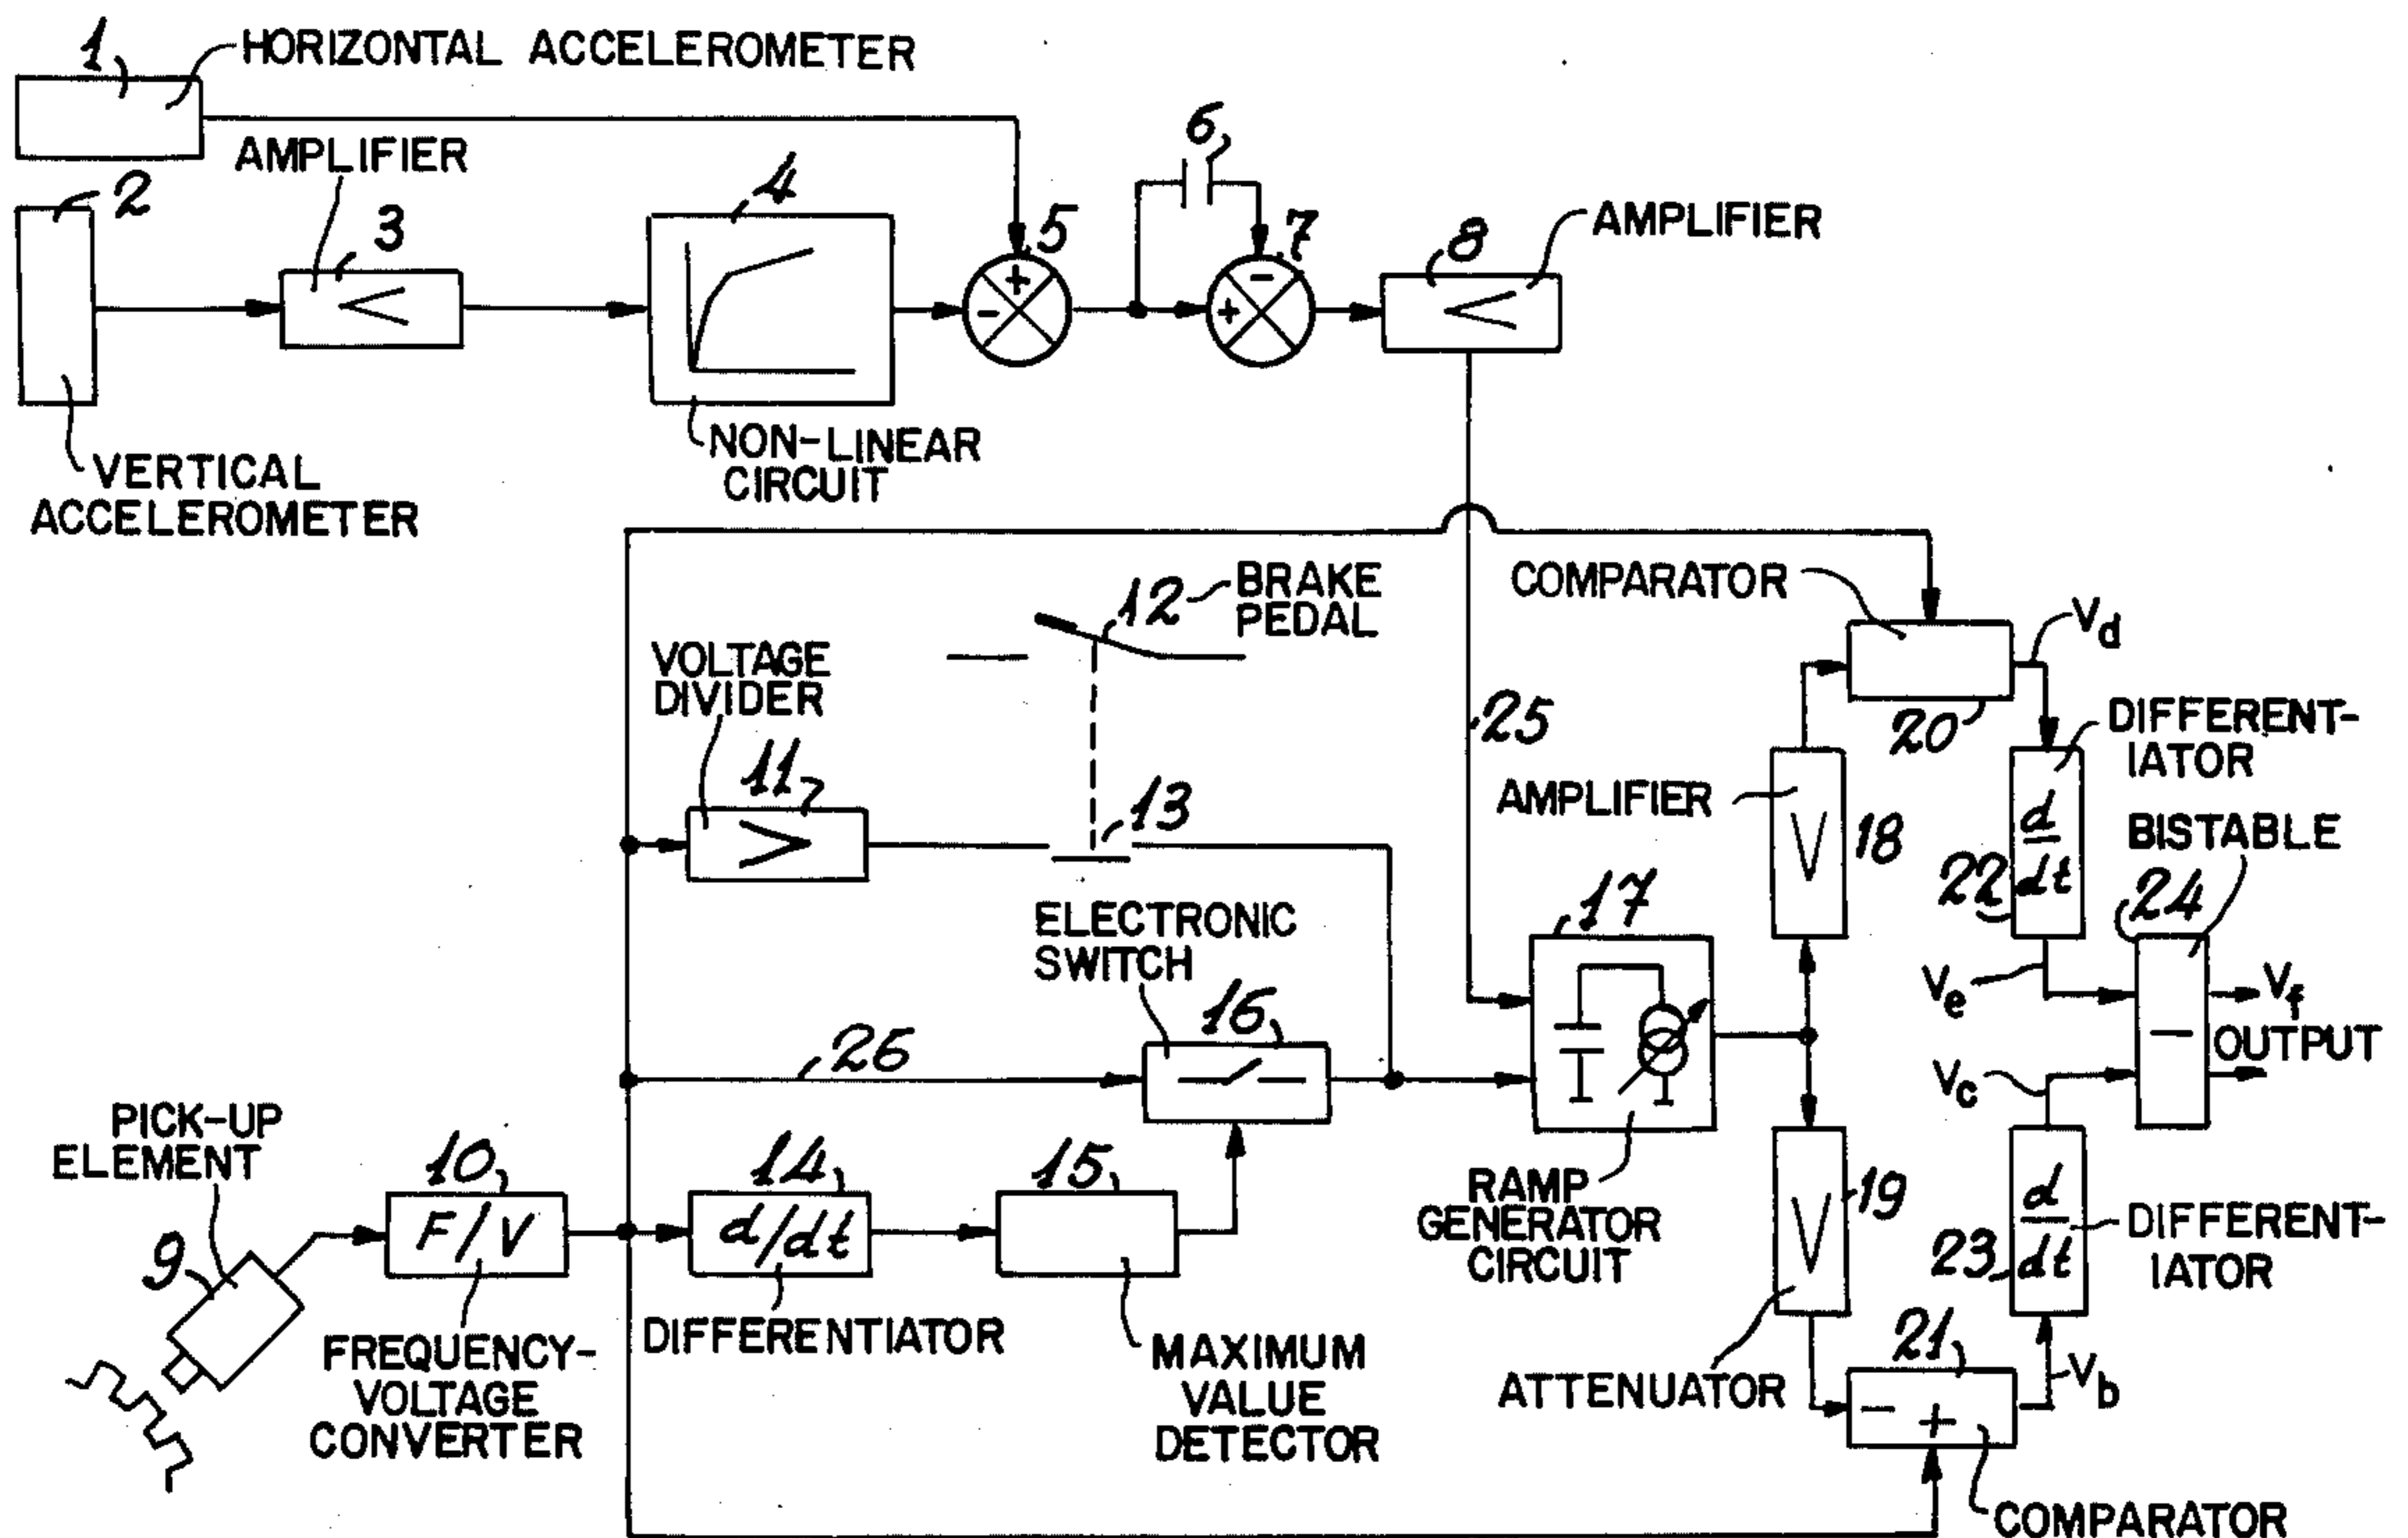 1
HORIZONTAL ACCELEROMETER
AMPLIFIER
2
3
4
5
6
7
8
AMPLIFIER
+
-
-
+
NON-LINEAR
CIRCUIT
VERTICAL
ACCELEROMETER
12
BRAKE
PEDAL
COMPARATOR
Vd
VOLTAGE
DIVIDER
25
20
DIFFERENT-
IATOR
11
13
AMPLIFIER
18
d
dt
22
BISTABLE
24
ELECTRONIC
SWITCH
17
16
26
Ve
Vf
OUTPUT
Vc
PICK-UP
ELEMENT
9
10
F/V
14
d/dt
15
RAMP
GENERATOR
CIRCUIT
19
d
dt
23
DIFFERENT-
IATOR
FREQUENCY-
VOLTAGE
CONVERTER
DIFFERENTIATOR
MAXIMUM
VALUE
DETECTOR
ATTENUATOR
21
- +
Vb
COMPARATOR